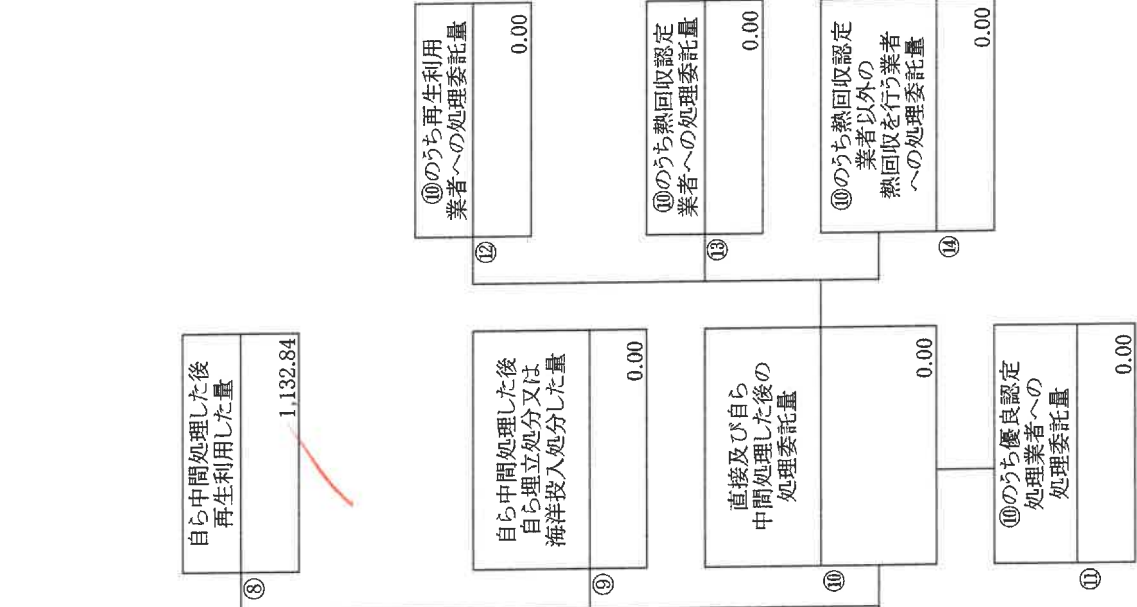 ⑧
自ら中間処理した後
再生利用した量
1,132.84
⑨
自ら中間処理した後
自ら埋立処分又は
海洋投入処分した量
0.00
⑩
直接及び自ら
中間処理した後の
処理委託量
0.00
⑪
⑩のうち優良認定
処理業者への
処理委託量
0.00
⑫
⑩のうち再生利用
業者への処理委託量
0.00
⑬
⑩のうち熱回収認定
業者への処理委託量
0.00
⑭
⑩のうち熱回収認定
業者以外の
熱回収を行う業者
への処理委託量
0.00